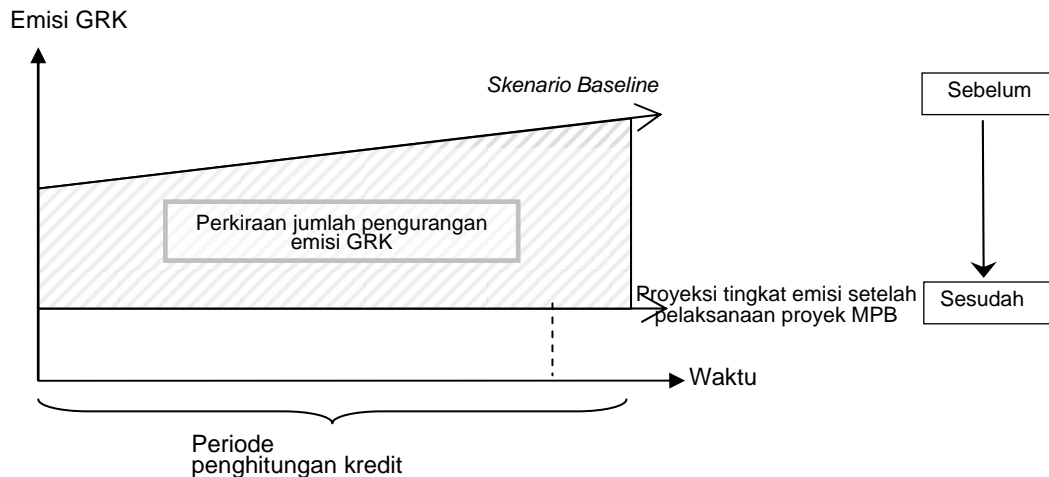 Emisi GRK
Skenario Baseline
Sebelum
Perkiraan jumlah pengurangan
emisi GRK
Proyeksi tingkat emisi setelah
pelaksanaan proyek MPB
Sesudah
Waktu
Periode
penghitungan kredit